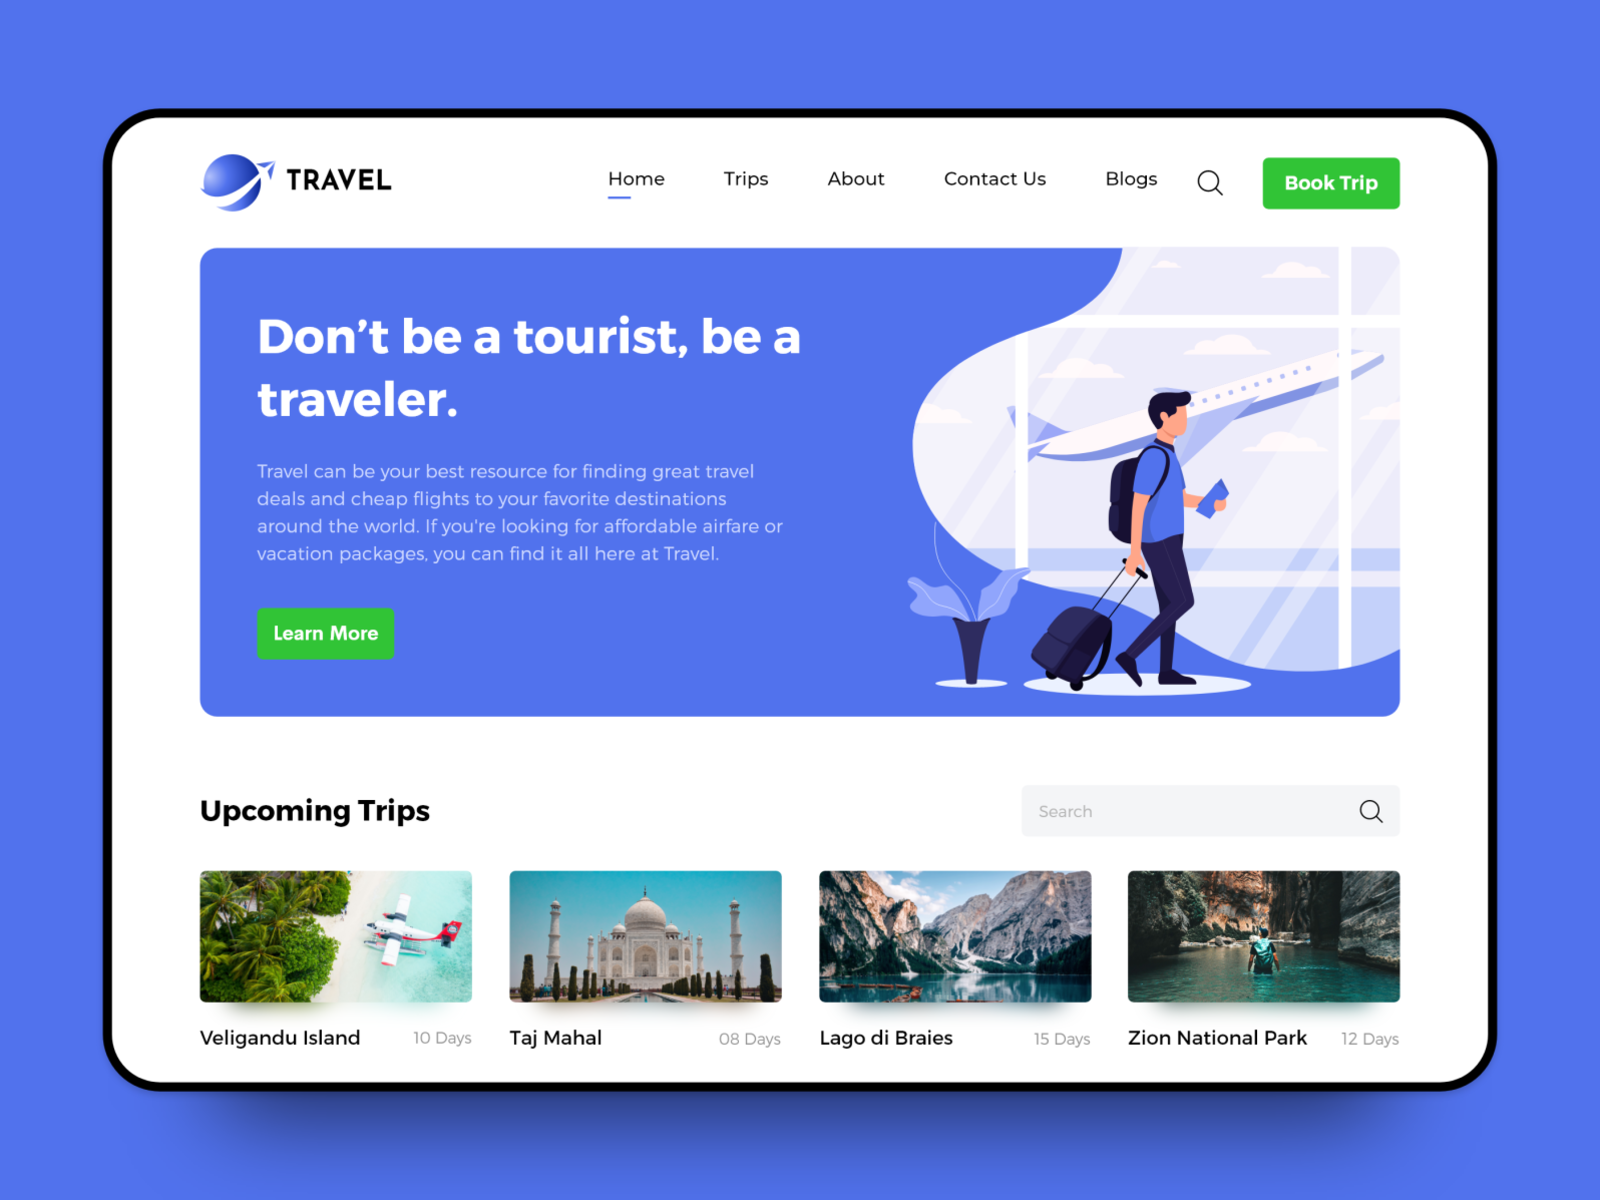 TRAVEL
Home
Trips
About
Contact Us
Blogs
Book Trip
Don’t be a tourist, be a
traveler.
Travel can be your best resource for finding great travel
deals and cheap flights to your favorite destinations
around the world. If you're looking for affordable airfare or
vacation packages, you can find it all here at Travel.
Learn More
Upcoming Trips
Search
Veligandu Island
10 Days
Taj Mahal
08 Days
Lago di Braies
15 Days
Zion National Park
12 Days